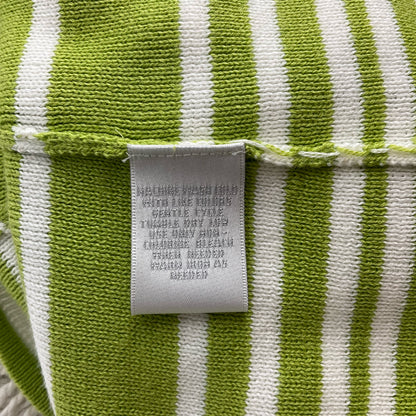 MACHINE WASH COLD
WITH LIKE COLORS
GENTLE CYCLE
TUMBLE DRY LOW
USE ONLY NON -
CHLORINE BLEACH
WHEN NEEDED
WARM IRON AS
NEEDED